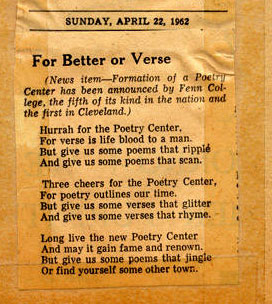 SUNDAY, APRIL 22, 1962
For Better or Verse
(News item—Formation of a Poetry
Center has been announced by Fenn Col-
lege, the fifth of its kind in the nation and
the first in Cleveland.)
Hurrah for the Poetry Center,
For verse is life blood to a man.
But give us some poems that ripple
And give us some poems that scan.
Three cheers for the Poetry Center,
For poetry outlines our time.
But give us some verses that glitter
And give us some verses that rhyme.
Long live the new Poetry Center
And may it gain fame and renown.
But give us some poems that jingle
Or find yourself some other town.